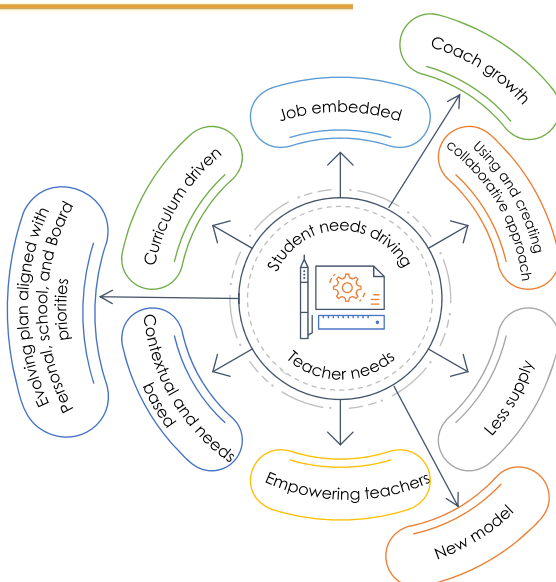 Coach growth
Job embedded
Using and creating
collaborative approach
Curriculum driven
Student needs driving
Evolving plan aligned with
Personal, school, and Board
priorities
Teacher needs
Contextual and needs
based
Less supply
Empowering teachers
New model